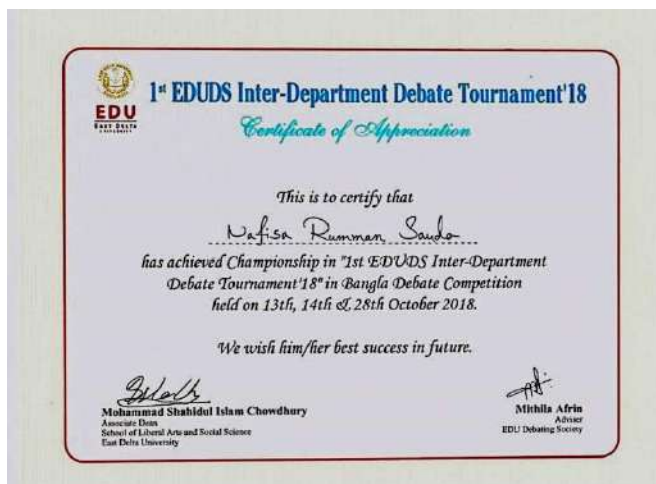 1st EDUDS Inter-Department Debate Tournament'18
EDU
EAST DELTA
UNIVERSITY
Certificate of Appreciation
This is to certify that
Nafisa Rumman Sauda
has achieved Championship in "1st EDUDS Inter-Department
Debate Tournament'18" in Bangla Debate Competition
held on 13th, 14th & 28th October 2018.
We wish him/her best success in future.
Mohammad Shahidul Islam Chowdhury
Associate Dean
School of Liberal Arts and Social Science
East Delta University
Mithila Afrin
Adviser
EDU Debating Society